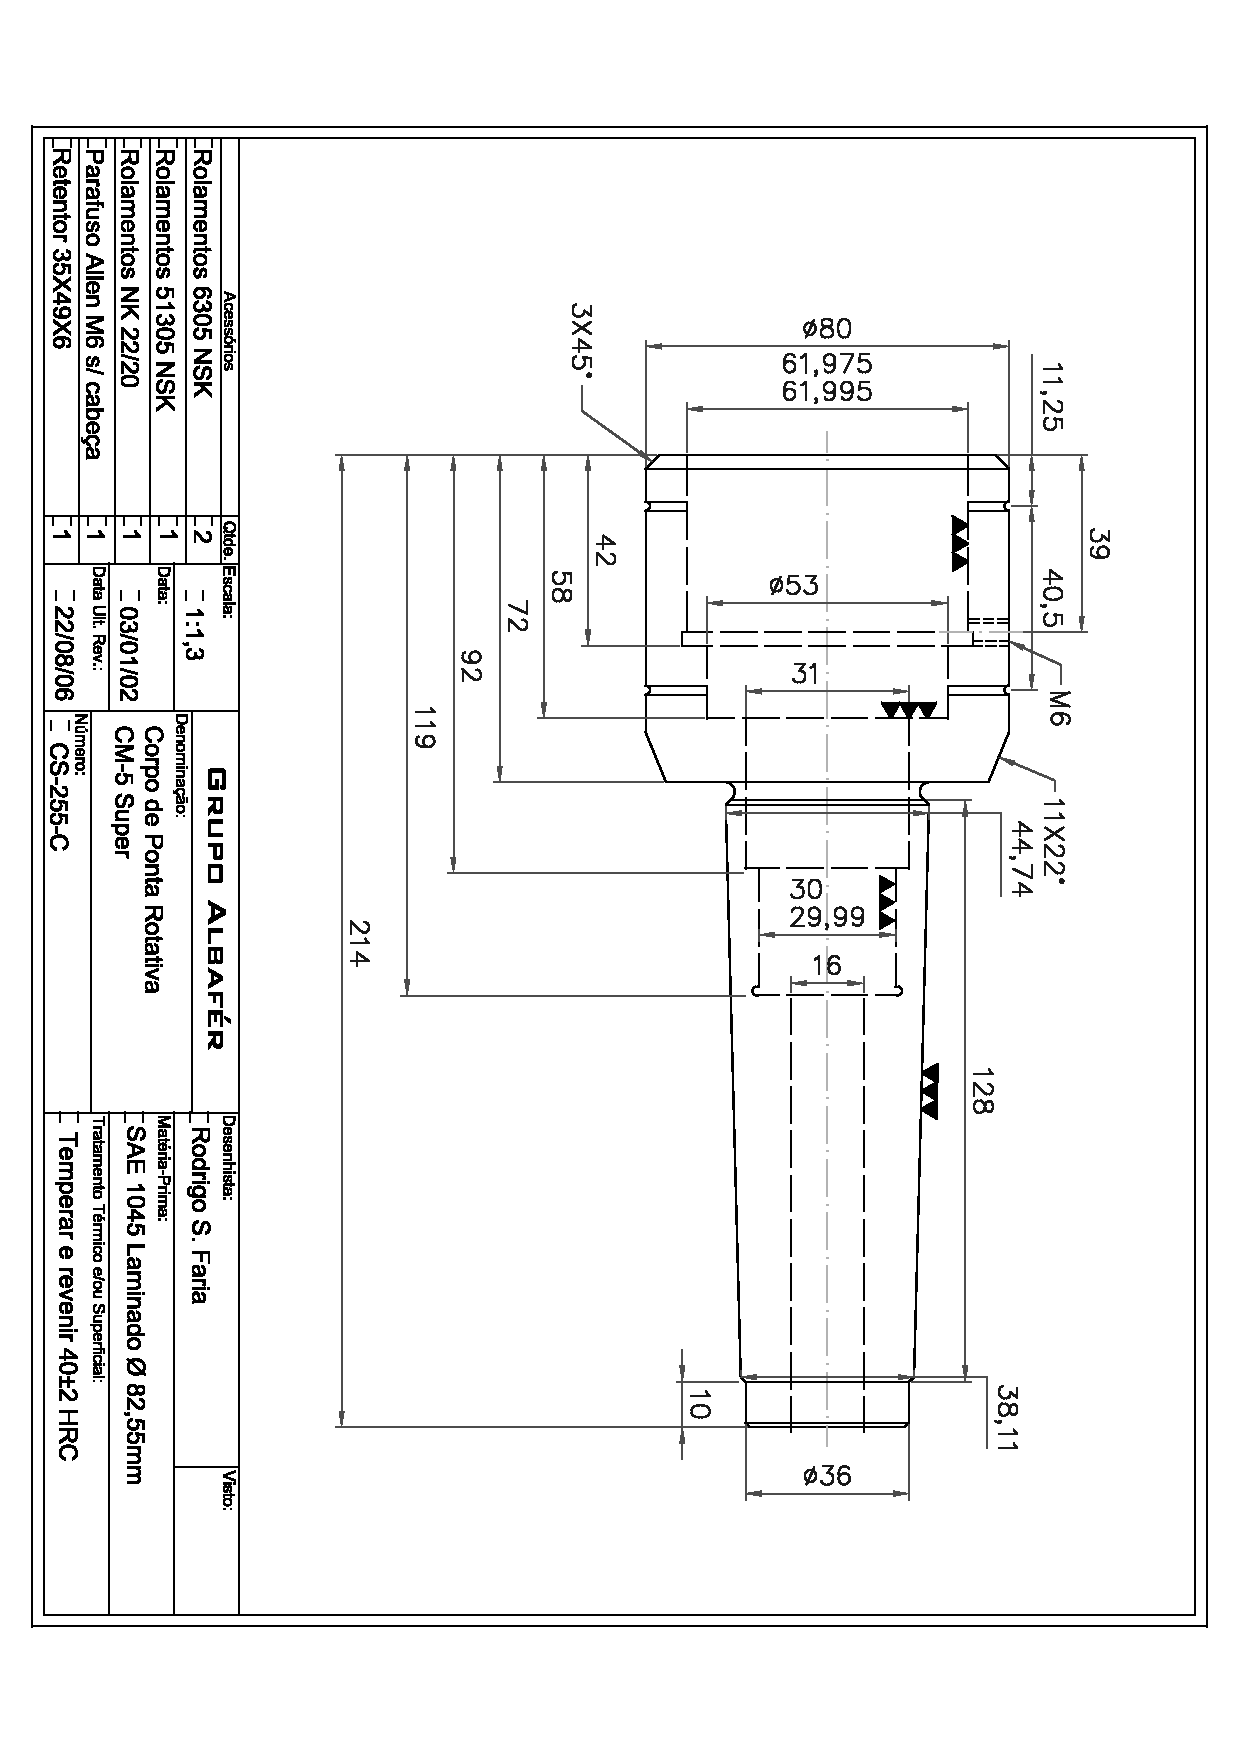 11,25
40,5
39
M6
11X22°
44,74
128
38,11
ø80
61,975
61,995
3X45°
ø53
31
30
29,99
16
ø36
10
42
58
72
92
119
214
Acessórios
Qtde.
Rolamentos 6305 NSK
2
Rolamentos 51305 NSK
1
Rolamentos NK 22/20
1
Parafuso Allen M6 s/ cabeça
1
Retentor 35X49X6
1
Escala:
1:1,3
Data:
03/01/02
Data Ult. Rev.:
22/08/06
GRUPO ALBAFÉR
Denominação:
Corpo de Ponta Rotativa
CM-5 Super
Número:
CS-255-C
Desenhista:
Rodrigo S. Faria
Visto:
Matéria-Prima:
SAE 1045 Laminado Ø 82,55mm
Tratamento Térmico e/ou Superficial:
Temperar e revenir 40±2 HRC